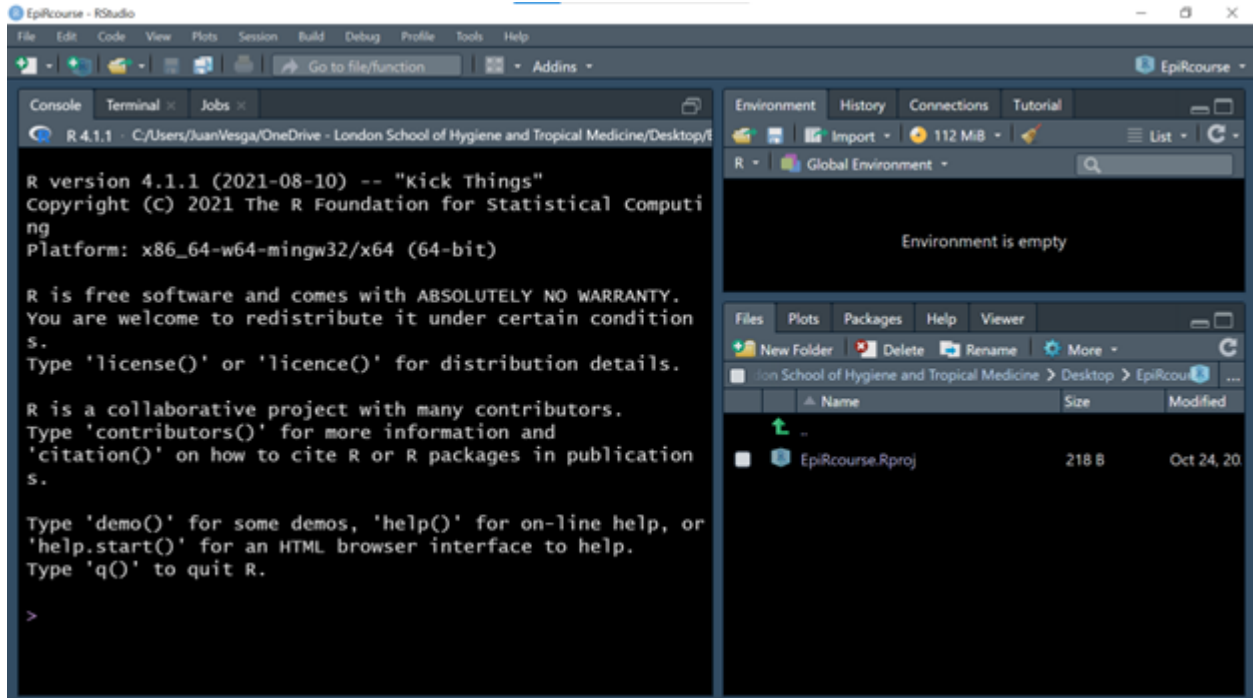 EpiRcourse - RStudio
File Edit Code View Plots Session Build Debug Profile Tools Help
Go to file/function Addins EpiRcourse
Console Terminal Jobs
R 4.1.1 · C:/Users/JuanVesga/OneDrive - London School of Hygiene and Tropical Medicine/Desktop/E
R version 4.1.1 (2021-08-10) -- "Kick Things"
Copyright (C) 2021 The R Foundation for Statistical Computi
ng
Platform: x86_64-w64-mingw32/x64 (64-bit)
R is free software and comes with ABSOLUTELY NO WARRANTY.
You are welcome to redistribute it under certain condition
s.
Type 'license()' or 'licence()' for distribution details.
R is a collaborative project with many contributors.
Type 'contributors()' for more information and
'citation()' on how to cite R or R packages in publication
s.
Type 'demo()' for some demos, 'help()' for on-line help, or
'help.start()' for an HTML browser interface to help.
Type 'q()' to quit R.
>
Environment History Connections Tutorial
Import 112 MiB List
R Global Environment
Environment is empty
Files Plots Packages Help Viewer
New Folder Delete Rename More
don School of Hygiene and Tropical Medicine > Desktop > EpiRcour ...
Name Size Modified
..
EpiRcourse.Rproj 218 B Oct 24, 20